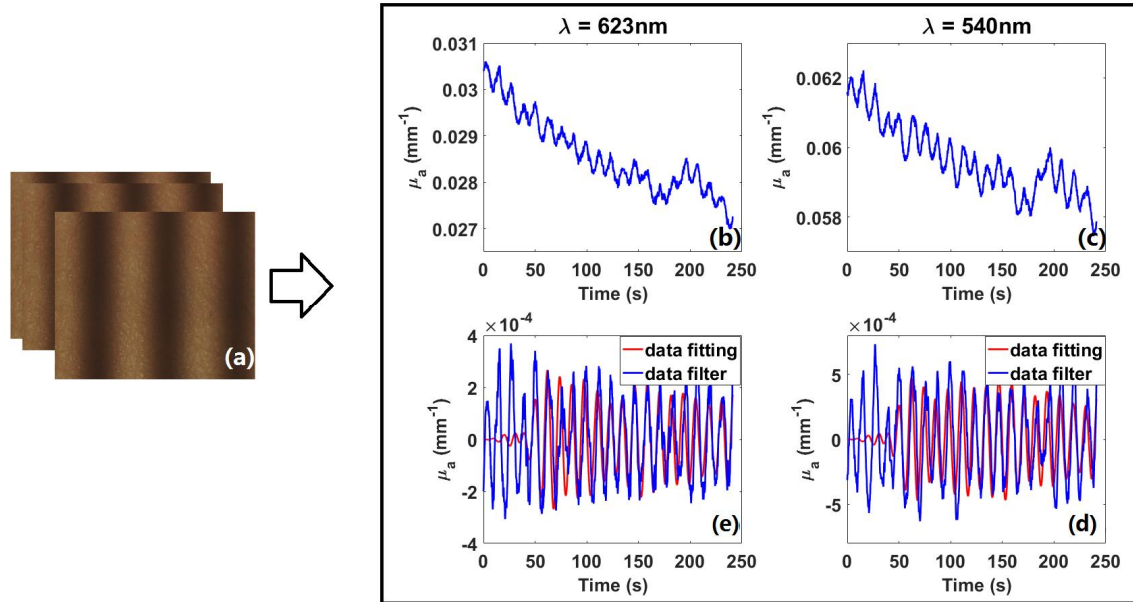 (a)
λ = 623nm
0.031
0.03
0.029
0.028
0.027
μa (mm⁻¹)
0 50 100 150 200 250
Time (s)
(b)
λ = 540nm
0.062
0.06
0.058
μa (mm⁻¹)
0 50 100 150 200 250
Time (s)
(c)
×10⁻⁴
4
2
0
-2
-4
μa (mm⁻¹)
data fitting
data filter
0 50 100 150 200 250
Time (s)
(e)
×10⁻⁴
5
0
-5
μa (mm⁻¹)
data fitting
data filter
0 50 100 150 200 250
Time (s)
(d)